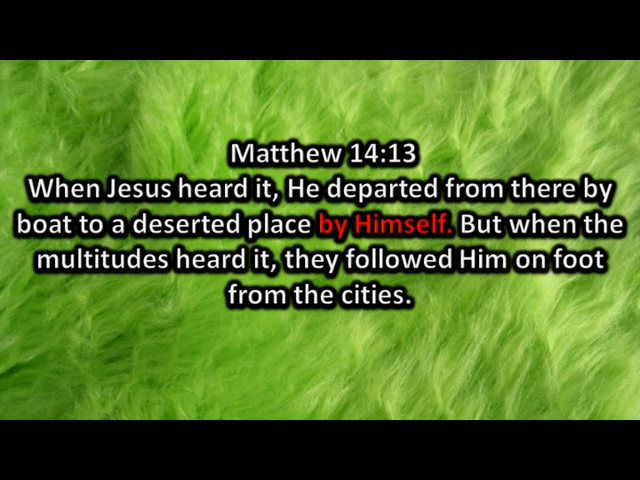 Matthew 14:13
When Jesus heard it, He departed from there by
boat to a deserted place by Himself. But when the
multitudes heard it, they followed Him on foot
from the cities.